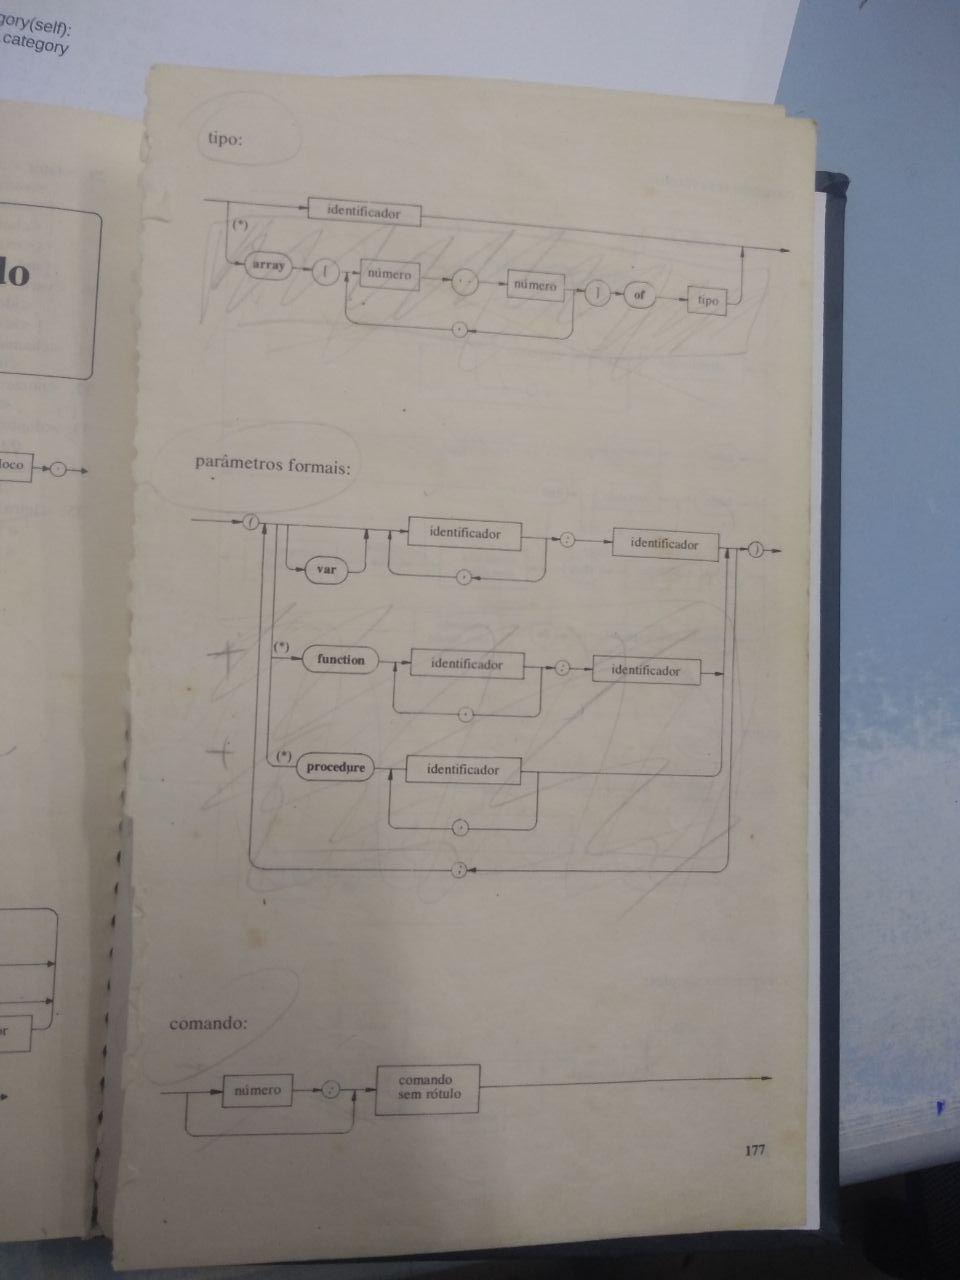 gory(self):
category
lo
loco
tipo:
identificador
(*)
array [ número .. número ] of tipo
,
parâmetros formais:
( identificador : identificador )
var
,
(*)
function identificador : identificador
,
(*)
procedure identificador
,
;
comando:
número : comando
sem rótulo
177